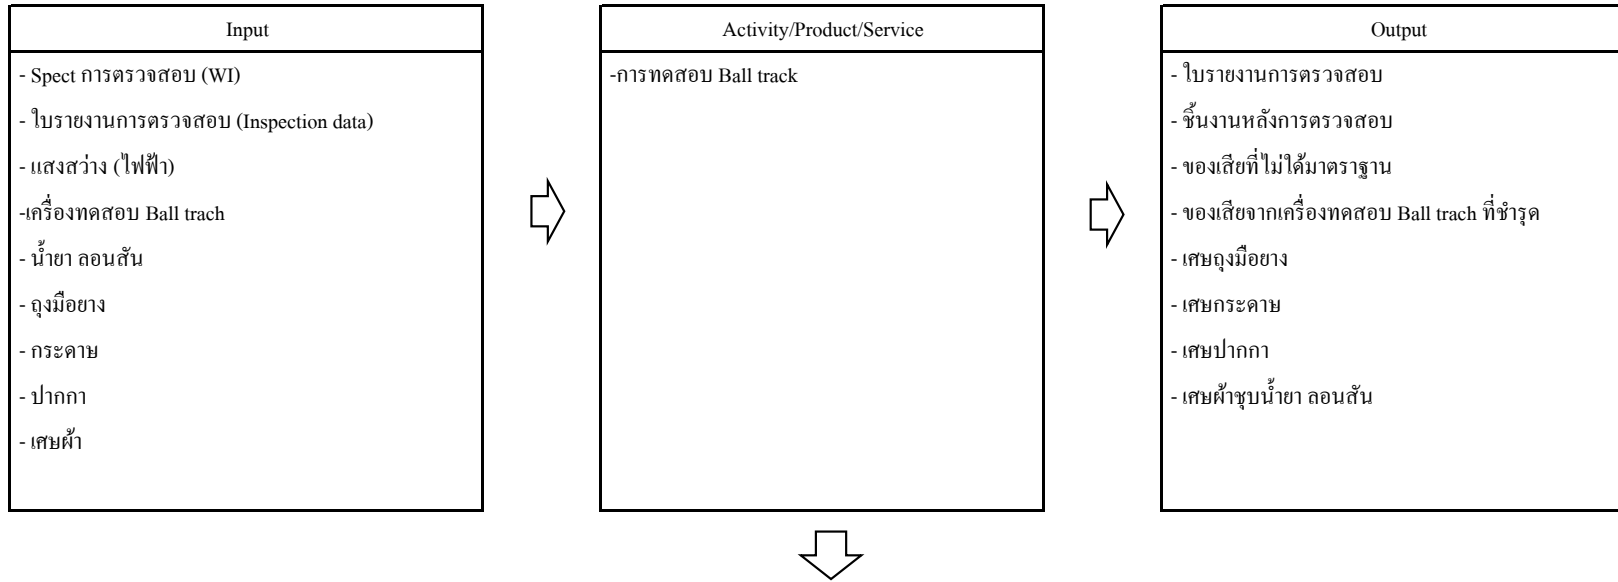 Input
- Spect การตรวจสอบ (WI)
- ใบรายงานการตรวจสอบ (Inspection data)
- แสงสว่าง (ไฟฟ้า)
-เครื่องทดสอบ Ball trach
- น้ำยา ลอนสัน
- ถุงมือยาง
- กระดาษ
- ปากกา
- เศษผ้า
Activity/Product/Service
-การทดสอบ Ball track
Output
- ใบรายงานการตรวจสอบ
- ชิ้นงานหลังการตรวจสอบ
- ของเสียที่ไม่ใด้มาตราฐาน
- ของเสียจากเครื่องทดสอบ Ball trach ที่ชำรุด
- เศษถุงมือยาง
- เศษกระดาษ
- เศษปากกา
- เศษผ้าชุบน้ำยา ลอนสัน